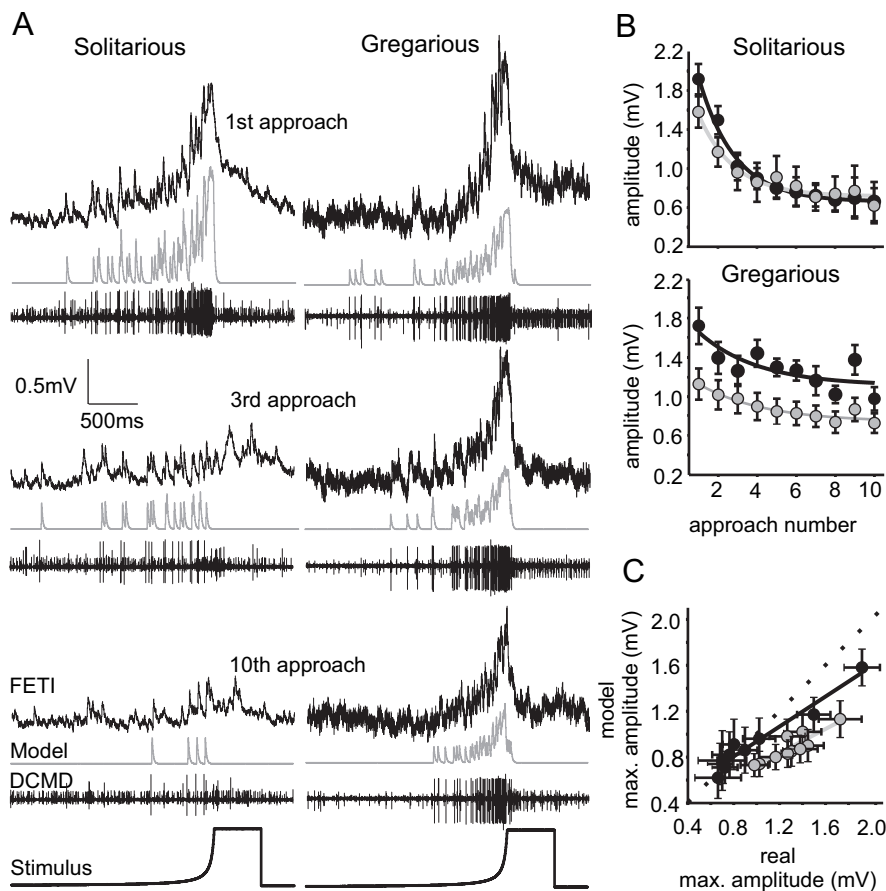 A
Solitarious
Gregarious
1st approach
0.5mV
500ms
3rd approach
10th approach
FETI
Model
DCMD
Stimulus
B
Solitarious
amplitude (mV)
2.2
1.8
1.4
1.0
0.6
0.2
Gregarious
amplitude (mV)
2.2
1.8
1.4
1.0
0.6
0.2
2 4 6 8 10
approach number
C
model
max. amplitude (mV)
2.0
1.6
1.2
0.8
0.4
0.4 0.8 1.2 1.6 2.0
real
max. amplitude (mV)